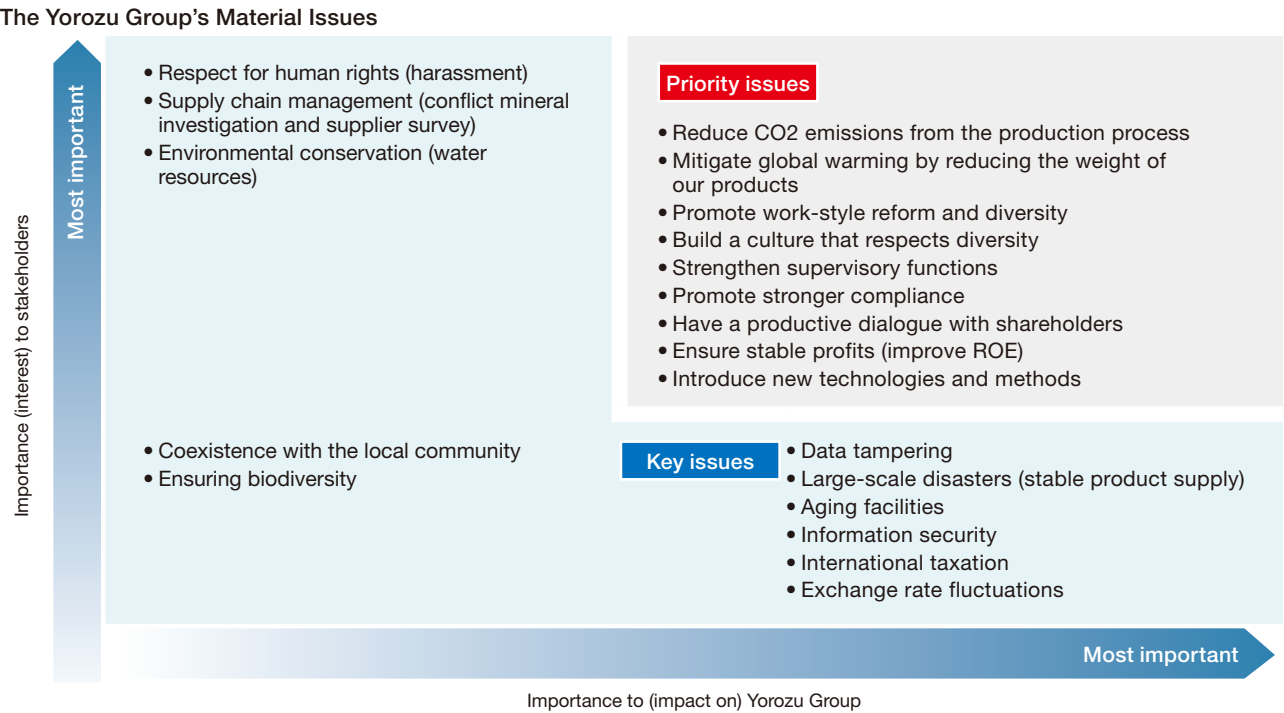 The Yorozu Group's Material Issues
Most important
Importance (interest) to stakeholders
• Respect for human rights (harassment)
• Supply chain management (conflict mineral
investigation and supplier survey)
• Environmental conservation (water
resources)
Priority issues
• Reduce CO2 emissions from the production process
• Mitigate global warming by reducing the weight of
our products
• Promote work-style reform and diversity
• Build a culture that respects diversity
• Strengthen supervisory functions
• Promote stronger compliance
• Have a productive dialogue with shareholders
• Ensure stable profits (improve ROE)
• Introduce new technologies and methods
• Coexistence with the local community
• Ensuring biodiversity
Key issues
• Data tampering
• Large-scale disasters (stable product supply)
• Aging facilities
• Information security
• International taxation
• Exchange rate fluctuations
Most important
Importance to (impact on) Yorozu Group